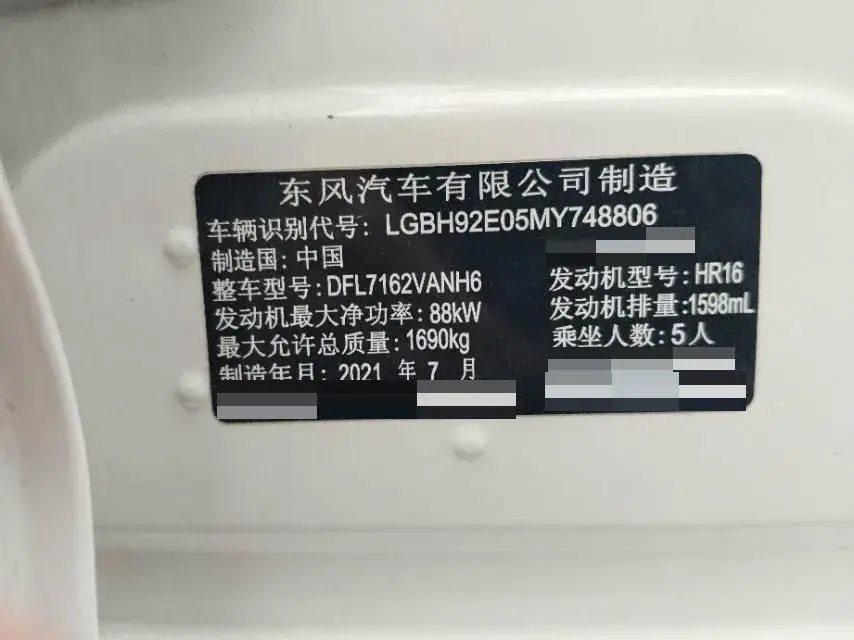 东风汽车有限公司制造
车辆识别代号: LGBH92E05MY748806
制造国: 中国
整车型号: DFL7162VANH6 发动机型号: HR16
发动机最大净功率: 88kW 发动机排量: 1598mL
最大允许总质量: 1690kg 乘坐人数: 5人
制造年月: 2021 年 7 月